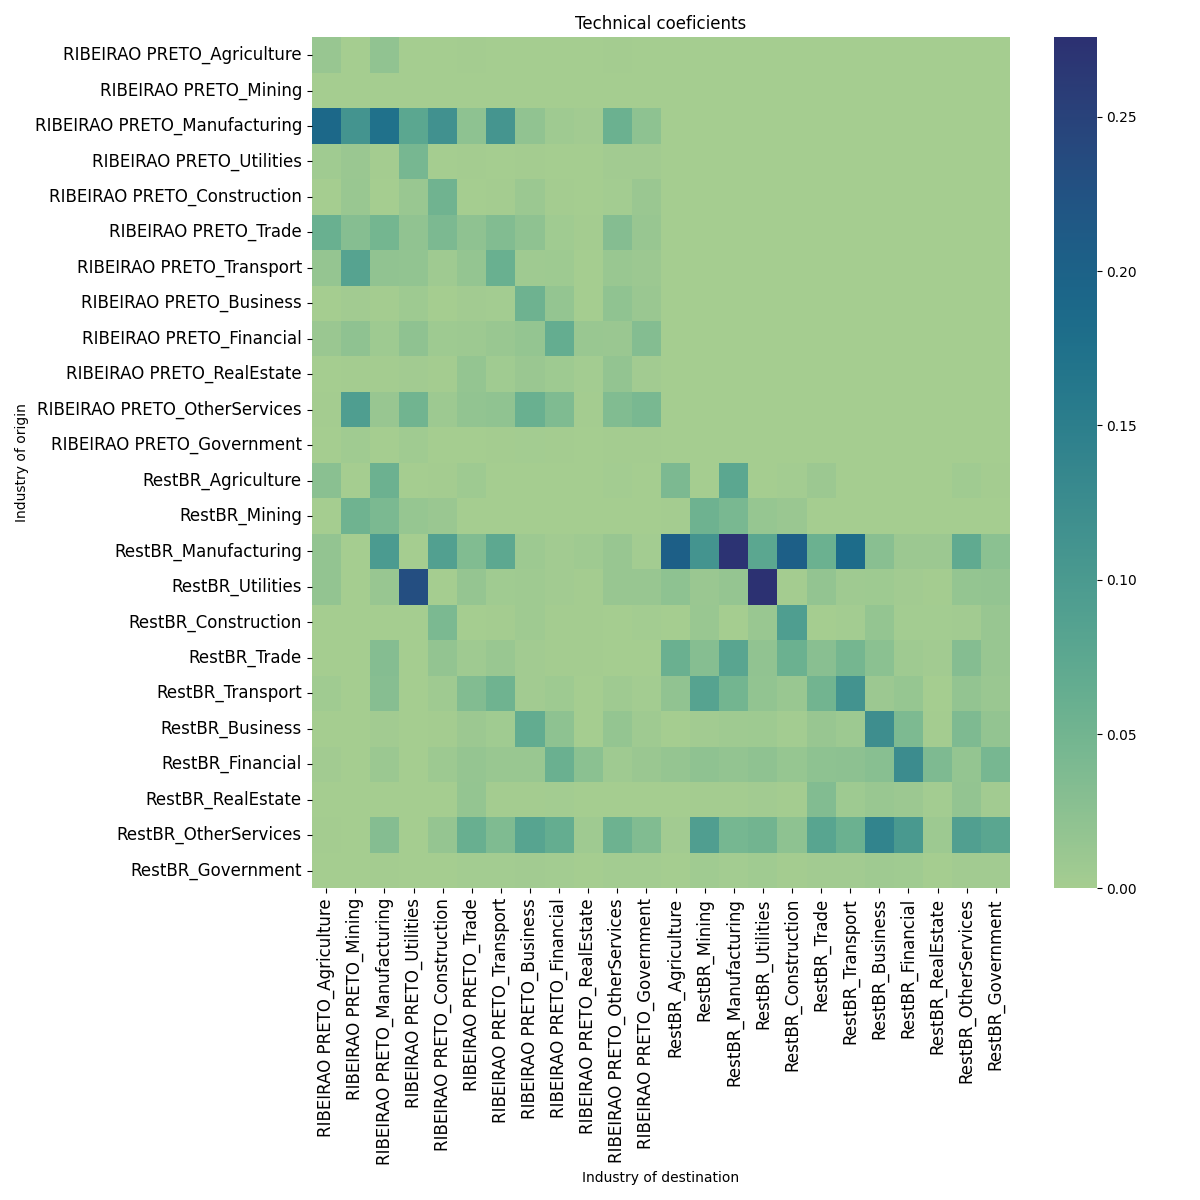 Technical coeficients
Industry of origin
RIBEIRAO PRETO_Agriculture
RIBEIRAO PRETO_Mining
RIBEIRAO PRETO_Manufacturing
RIBEIRAO PRETO_Utilities
RIBEIRAO PRETO_Construction
RIBEIRAO PRETO_Trade
RIBEIRAO PRETO_Transport
RIBEIRAO PRETO_Business
RIBEIRAO PRETO_Financial
RIBEIRAO PRETO_RealEstate
RIBEIRAO PRETO_OtherServices
RIBEIRAO PRETO_Government
RestBR_Agriculture
RestBR_Mining
RestBR_Manufacturing
RestBR_Utilities
RestBR_Construction
RestBR_Trade
RestBR_Transport
RestBR_Business
RestBR_Financial
RestBR_RealEstate
RestBR_OtherServices
RestBR_Government
RIBEIRAO PRETO_Agriculture
RIBEIRAO PRETO_Mining
RIBEIRAO PRETO_Manufacturing
RIBEIRAO PRETO_Utilities
RIBEIRAO PRETO_Construction
RIBEIRAO PRETO_Trade
RIBEIRAO PRETO_Transport
RIBEIRAO PRETO_Business
RIBEIRAO PRETO_Financial
RIBEIRAO PRETO_RealEstate
RIBEIRAO PRETO_OtherServices
RIBEIRAO PRETO_Government
RestBR_Agriculture
RestBR_Mining
RestBR_Manufacturing
RestBR_Utilities
RestBR_Construction
RestBR_Trade
RestBR_Transport
RestBR_Business
RestBR_Financial
RestBR_RealEstate
RestBR_OtherServices
RestBR_Government
Industry of destination
0.25
0.20
0.15
0.10
0.05
0.00